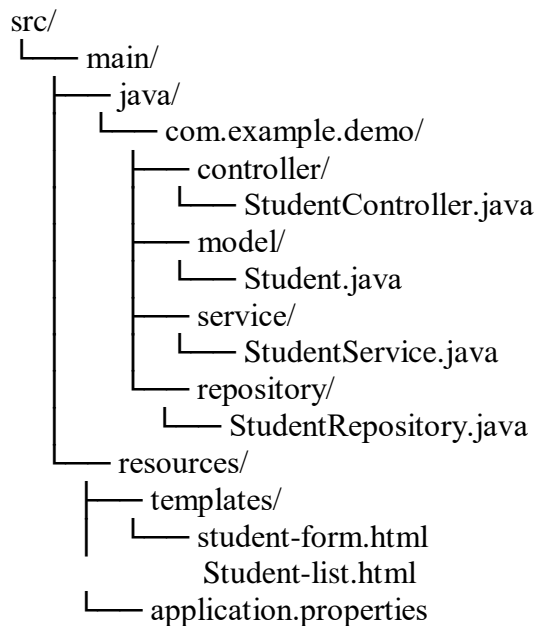 src/
└── main/
├── java/
└── com.example.demo/
├── controller/
└── StudentController.java
├── model/
└── Student.java
├── service/
└── StudentService.java
├── repository/
└── StudentRepository.java
└── resources/
├── templates/
└── student-form.html
Student-list.html
└── application.properties